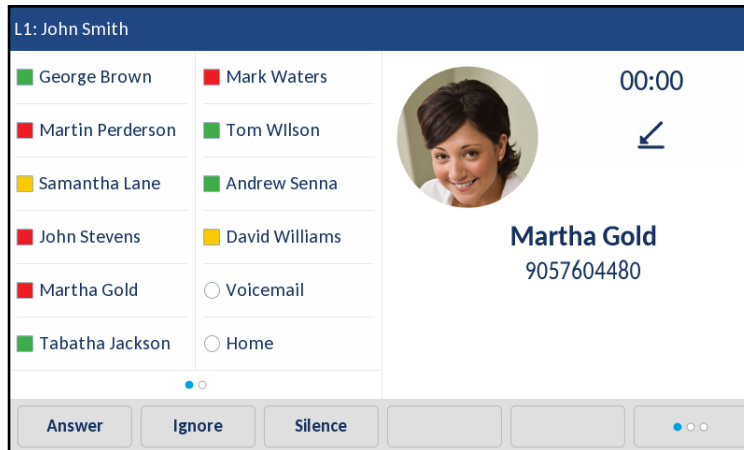 L1: John Smith
George Brown
Mark Waters
Martin Perderson
Tom WIlson
Samantha Lane
Andrew Senna
John Stevens
David Williams
Martha Gold
Voicemail
Tabatha Jackson
Home
00:00
Martha Gold
9057604480
Answer
Ignore
Silence